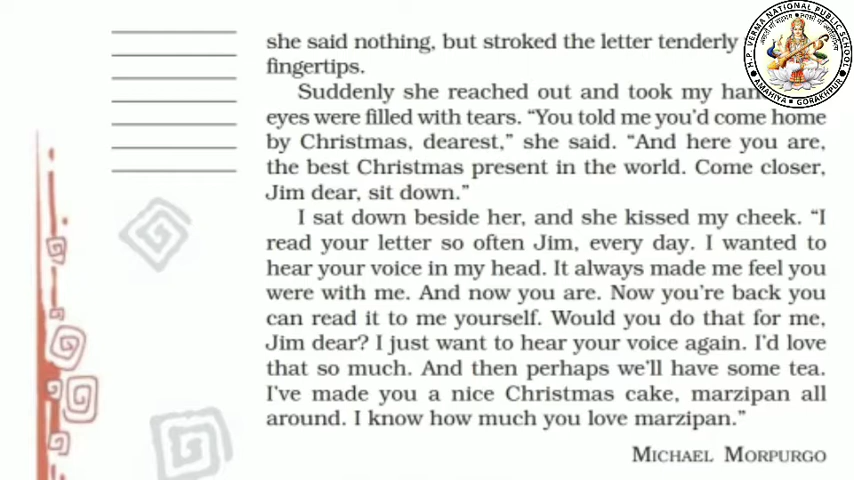 she said nothing, but stroked the letter tenderly
fingertips.
Suddenly she reached out and took my
eyes were filled with tears. “You told me you’d come home
by Christmas, dearest,” she said. “And here you are,
the best Christmas present in the world. Come closer,
Jim dear, sit down.”
I sat down beside her, and she kissed my cheek. “I
read your letter so often Jim, every day. I wanted to
hear your voice in my head. It always made me feel you
were with me. And now you are. Now you’re back you
can read it to me yourself. Would you do that for me,
Jim dear? I just want to hear your voice again. I’d love
that so much. And then perhaps we’ll have some tea.
I’ve made you a nice Christmas cake, marzipan all
around. I know how much you love marzipan.”
MICHAEL MORPURGO
H.P. VERMA NATIONAL PUBLIC SCHOOL
AMAHIYA GORAKHPUR